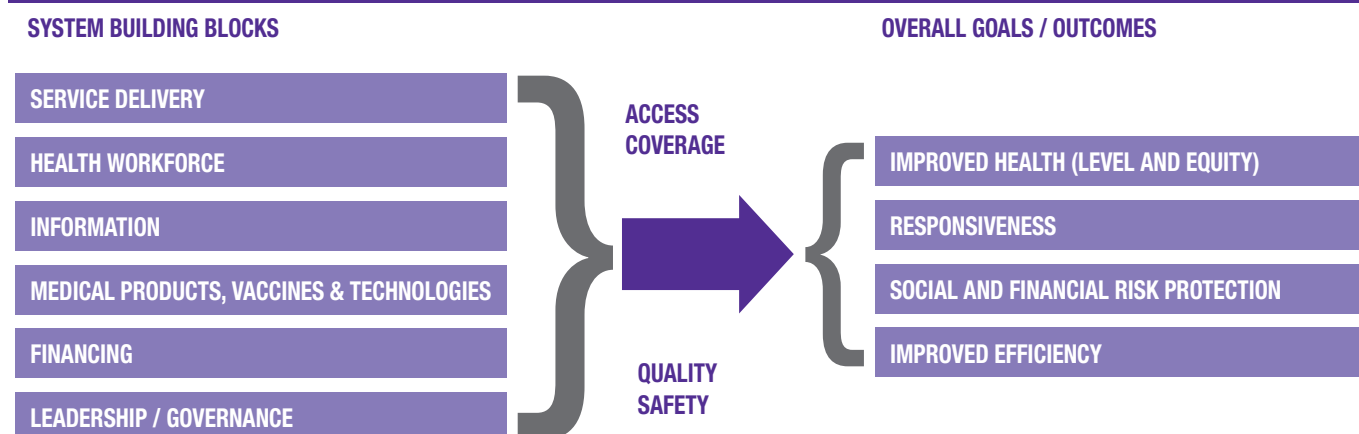 SYSTEM BUILDING BLOCKS
SERVICE DELIVERY
HEALTH WORKFORCE
INFORMATION
MEDICAL PRODUCTS, VACCINES & TECHNOLOGIES
FINANCING
LEADERSHIP / GOVERNANCE
ACCESS
COVERAGE
QUALITY
SAFETY
OVERALL GOALS / OUTCOMES
IMPROVED HEALTH (LEVEL AND EQUITY)
RESPONSIVENESS
SOCIAL AND FINANCIAL RISK PROTECTION
IMPROVED EFFICIENCY